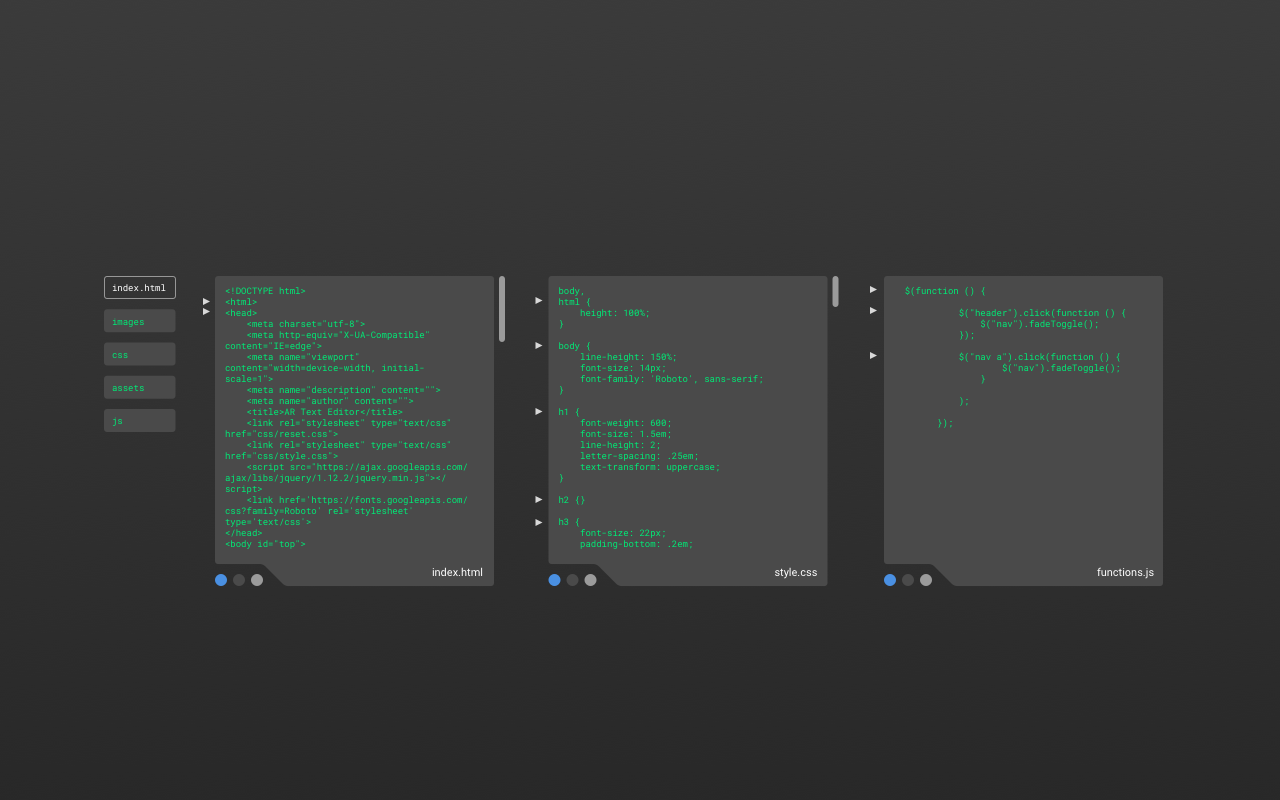 index.html
images
css
assets
js
<!DOCTYPE html>
<html>
<head>
    <meta charset="utf-8">
    <meta http-equiv="X-UA-Compatible"
content="IE=edge">
    <meta name="viewport"
content="width=device-width, initial-
scale=1">
    <meta name="description" content="">
    <meta name="author" content="">
    <title>AR Text Editor</title>
    <link rel="stylesheet" type="text/css"
href="css/reset.css">
    <link rel="stylesheet" type="text/css"
href="css/style.css">
    <script src="https://ajax.googleapis.com/
ajax/libs/jquery/1.12.2/jquery.min.js"></
script>
    <link href='https://fonts.googleapis.com/
css?family=Roboto' rel='stylesheet'
type='text/css'>
</head>
<body id="top">
index.html
body,
html {
    height: 100%;
}
body {
    line-height: 150%;
    font-size: 14px;
    font-family: 'Roboto', sans-serif;
}
h1 {
    font-weight: 600;
    font-size: 1.5em;
    line-height: 2;
    letter-spacing: .25em;
    text-transform: uppercase;
}
h2 {}
h3 {
    font-size: 22px;
    padding-bottom: .2em;
style.css
$(function () {
          $("header").click(function () {
              $("nav").fadeToggle();
          });
          $("nav a").click(function () {
                  $("nav").fadeToggle();
              }
          );
      });
functions.js